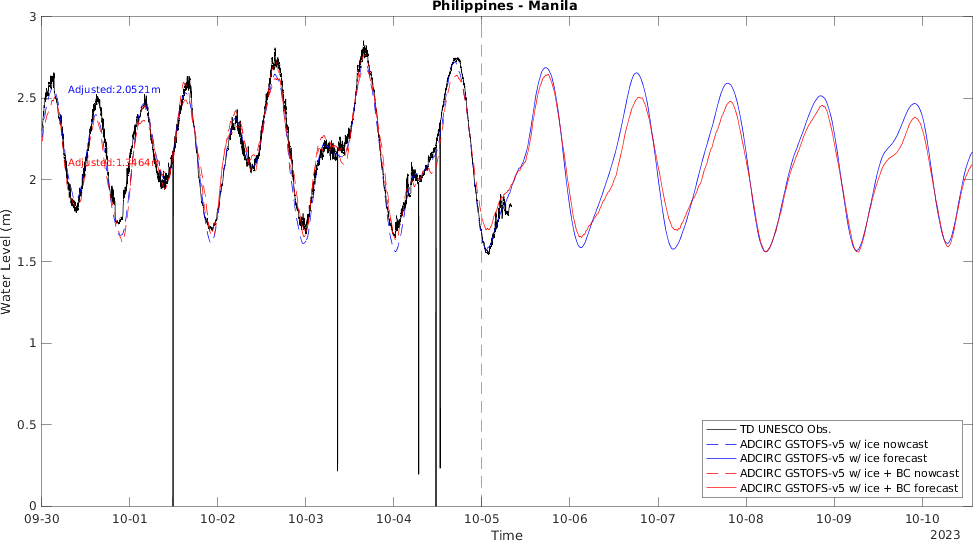 Philippines - Manila
3
2.5
2
1.5
1
0.5
0
Water Level (m)
Adjusted:2.0521m
Adjusted:1.3464m
09-30
10-01
10-02
10-03
10-04
10-05
10-06
10-07
10-08
10-09
10-10
Time
2023
TD UNESCO Obs.
ADCIRC GSTOFS-v5 w/ ice nowcast
ADCIRC GSTOFS-v5 w/ ice forecast
ADCIRC GSTOFS-v5 w/ ice + BC nowcast
ADCIRC GSTOFS-v5 w/ ice + BC forecast